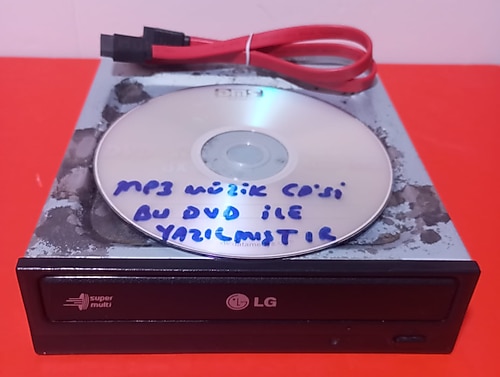 MP3 MÜZİK CD'Sİ
BU DVD İLE
YAZILMIŞTIR
super
multi
LG